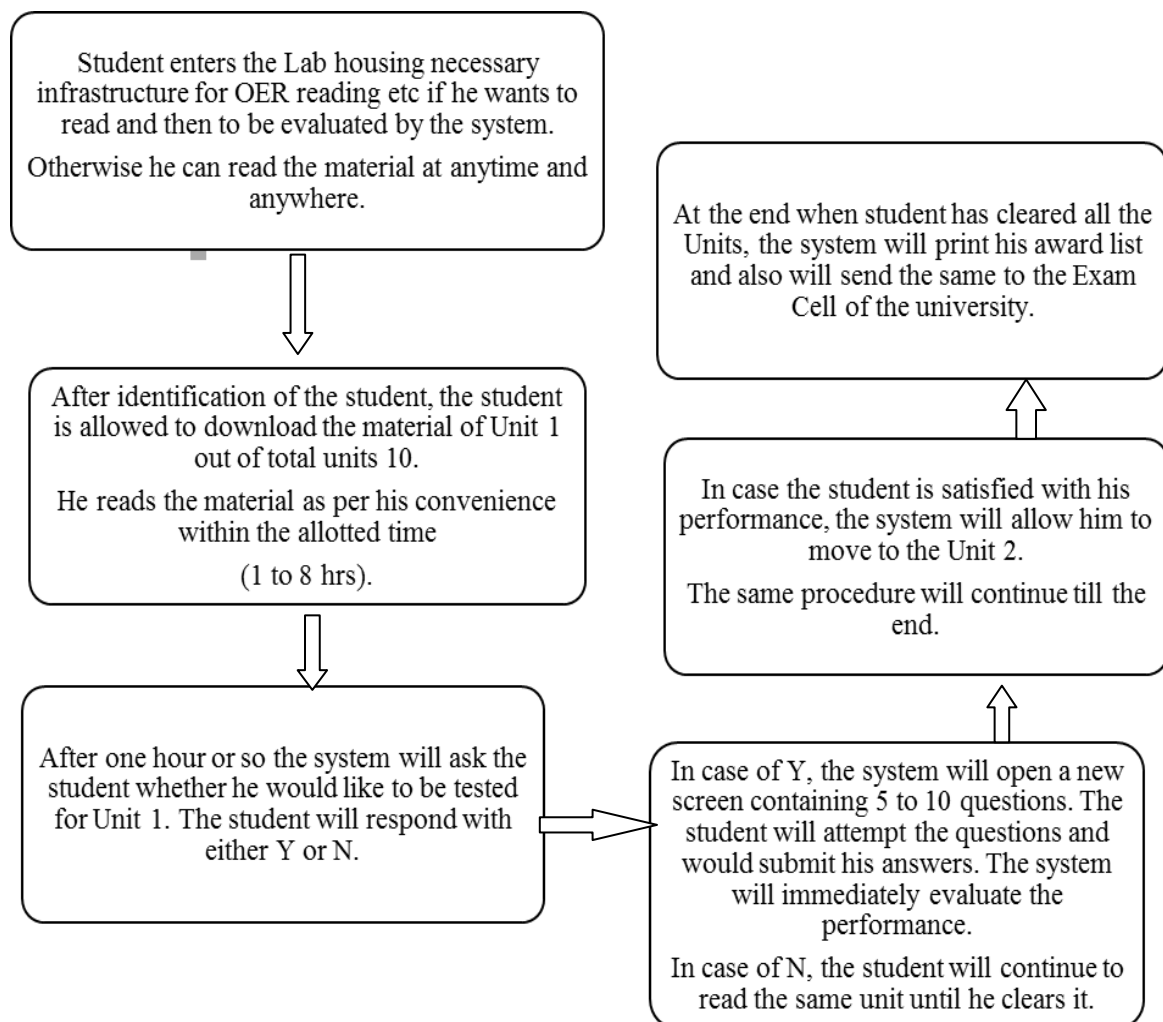 Student enters the Lab housing necessary
infrastructure for OER reading etc if he wants to
read and then to be evaluated by the system.
Otherwise he can read the material at anytime and
anywhere.
After identification of the student, the student
is allowed to download the material of Unit 1
out of total units 10.
He reads the material as per his convenience
within the allotted time
(1 to 8 hrs).
After one hour or so the system will ask the
student whether he would like to be tested
for Unit 1. The student will respond with
either Y or N.
In case of Y, the system will open a new
screen containing 5 to 10 questions. The
student will attempt the questions and
would submit his answers. The system
will immediately evaluate the
performance.
In case of N, the student will continue to
read the same unit until he clears it.
In case the student is satisfied with his
performance, the system will allow him to
move to the Unit 2.
The same procedure will continue till the
end.
At the end when student has cleared all the
Units, the system will print his award list
and also will send the same to the Exam
Cell of the university.